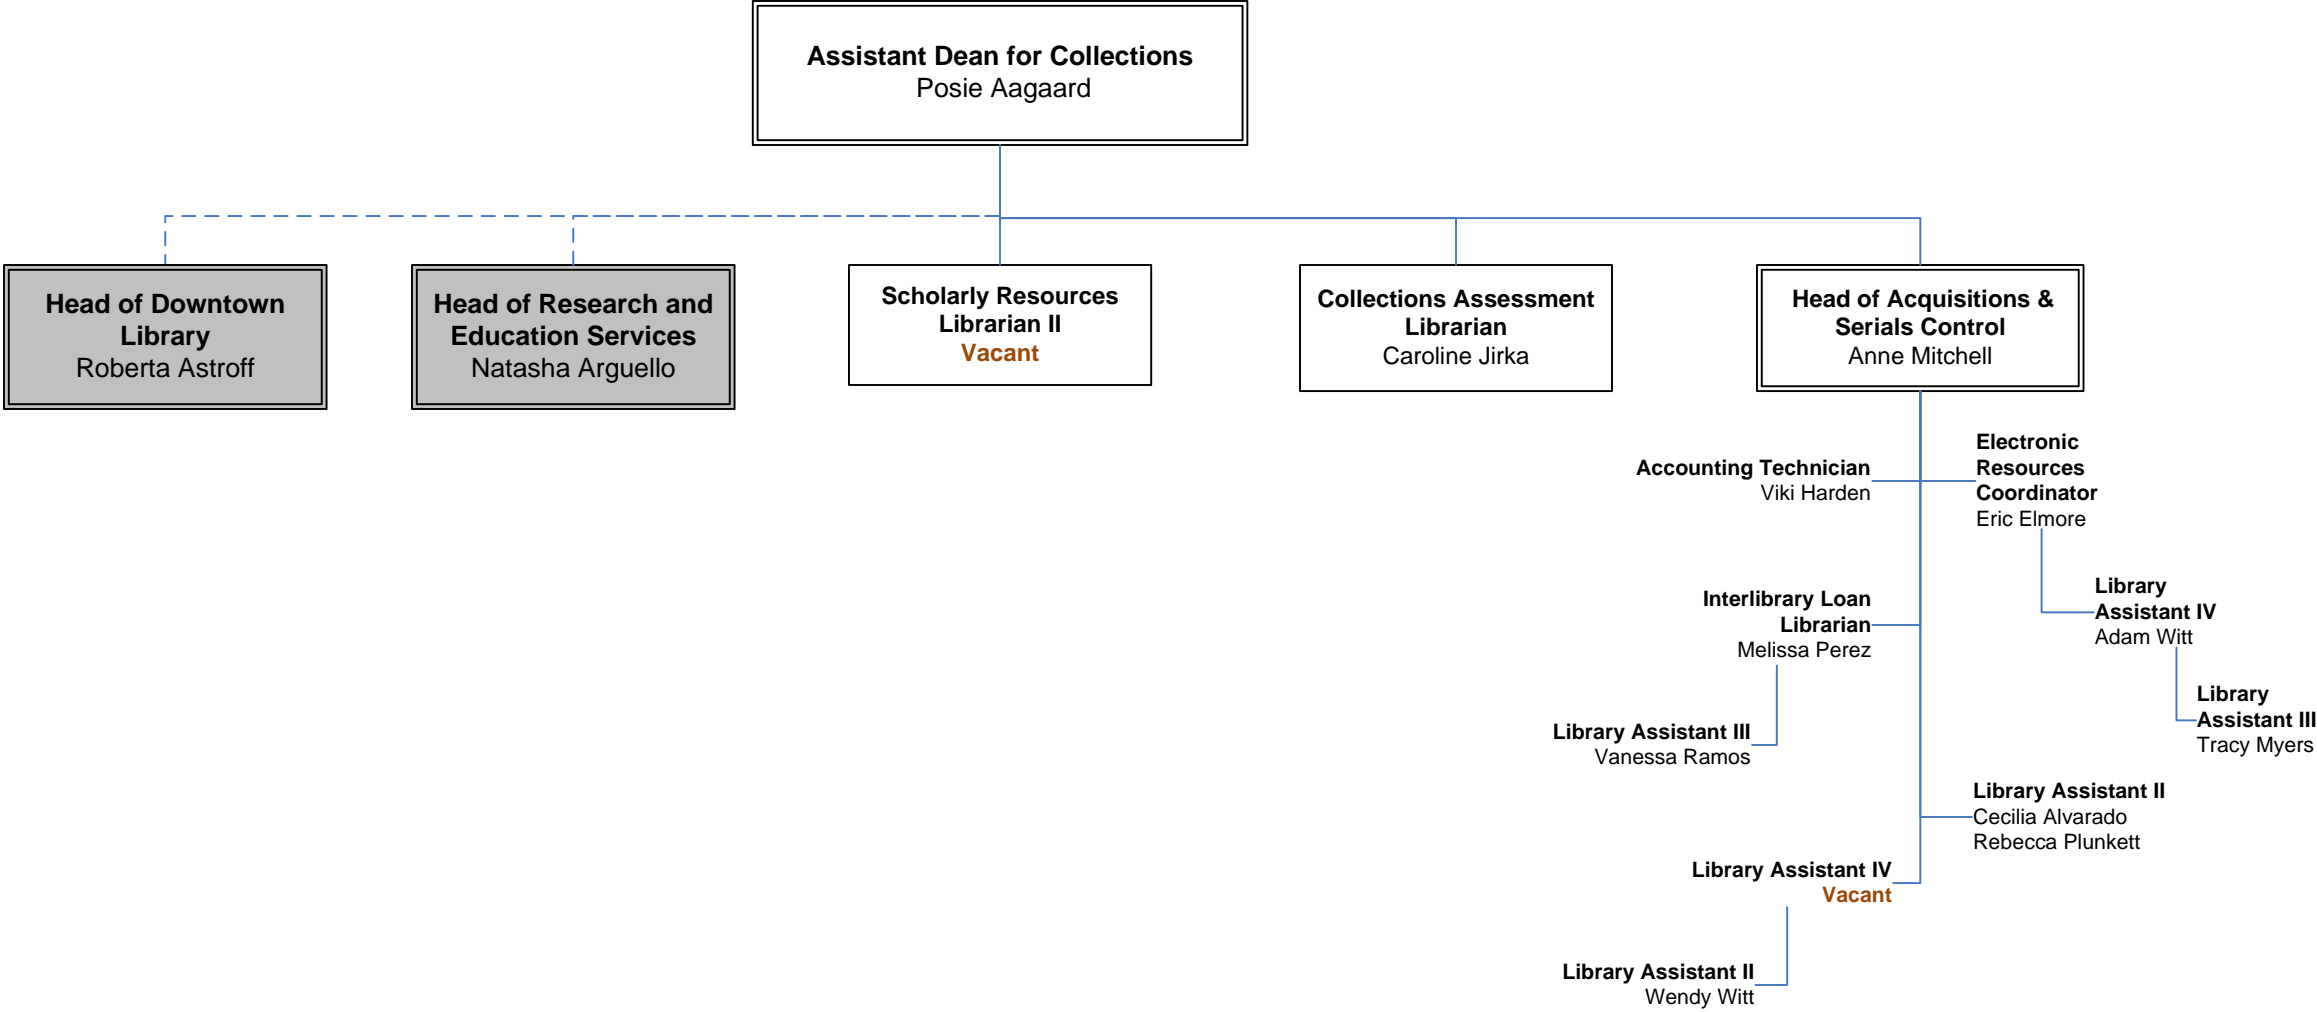 Assistant Dean for Collections
Posie Aagaard
Head of Downtown
Library
Roberta Astroff
Head of Research and
Education Services
Natasha Arguello
Scholarly Resources
Librarian II
Vacant
Collections Assessment
Librarian
Caroline Jirka
Head of Acquisitions &
Serials Control
Anne Mitchell
Accounting Technician
Viki Harden
Electronic
Resources
Coordinator
Eric Elmore
Interlibrary Loan
Librarian
Melissa Perez
Library
Assistant IV
Adam Witt
Library
Assistant III
Tracy Myers
Library Assistant III
Vanessa Ramos
Library Assistant II
Cecilia Alvarado
Rebecca Plunkett
Library Assistant IV
Vacant
Library Assistant II
Wendy Witt